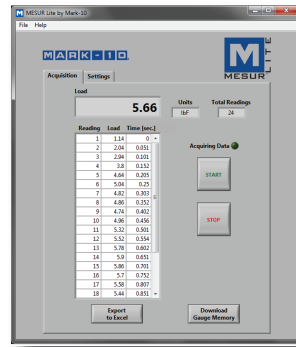 MESUR Lite by Mark-10
File Help
MARK-10
M
LITE
MESUR
Acquisition Settings
Load
5.66
Units
lbF
Total Readings
24
Reading Load Time [sec.]
1 1.14 0
2 2.04 0.051
3 2.94 0.101
4 3.8 0.152
5 4.64 0.205
6 5.04 0.25
7 4.82 0.303
8 4.86 0.352
9 4.74 0.402
10 4.96 0.456
11 5.32 0.501
12 5.52 0.554
13 5.78 0.602
14 5.9 0.651
15 5.86 0.701
16 5.7 0.752
17 5.58 0.807
18 5.44 0.851
Acquiring Data
START
STOP
Export
to Excel
Download
Gauge Memory